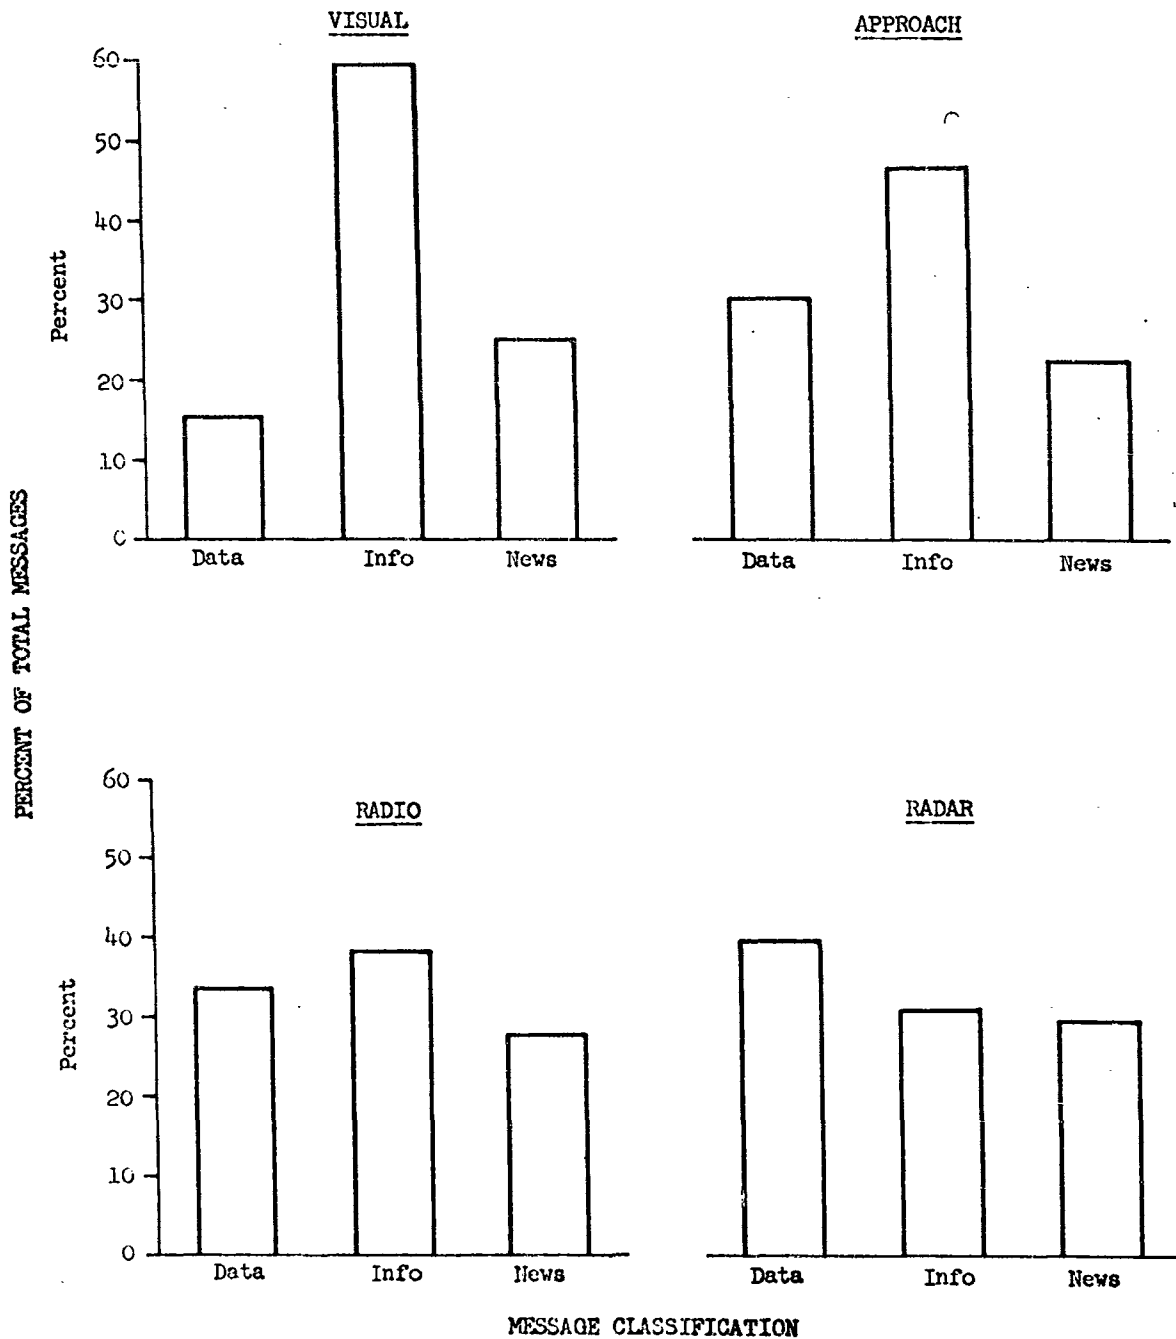 VISUAL
APPROACH
60
50
40
30
20
10
0
Percent
Data Info News
Data Info News
PERCENT OF TOTAL MESSAGES
60
50
40
30
20
10
0
Percent
RADIO
RADAR
Data Info News
Data Info News
MESSAGE CLASSIFICATION